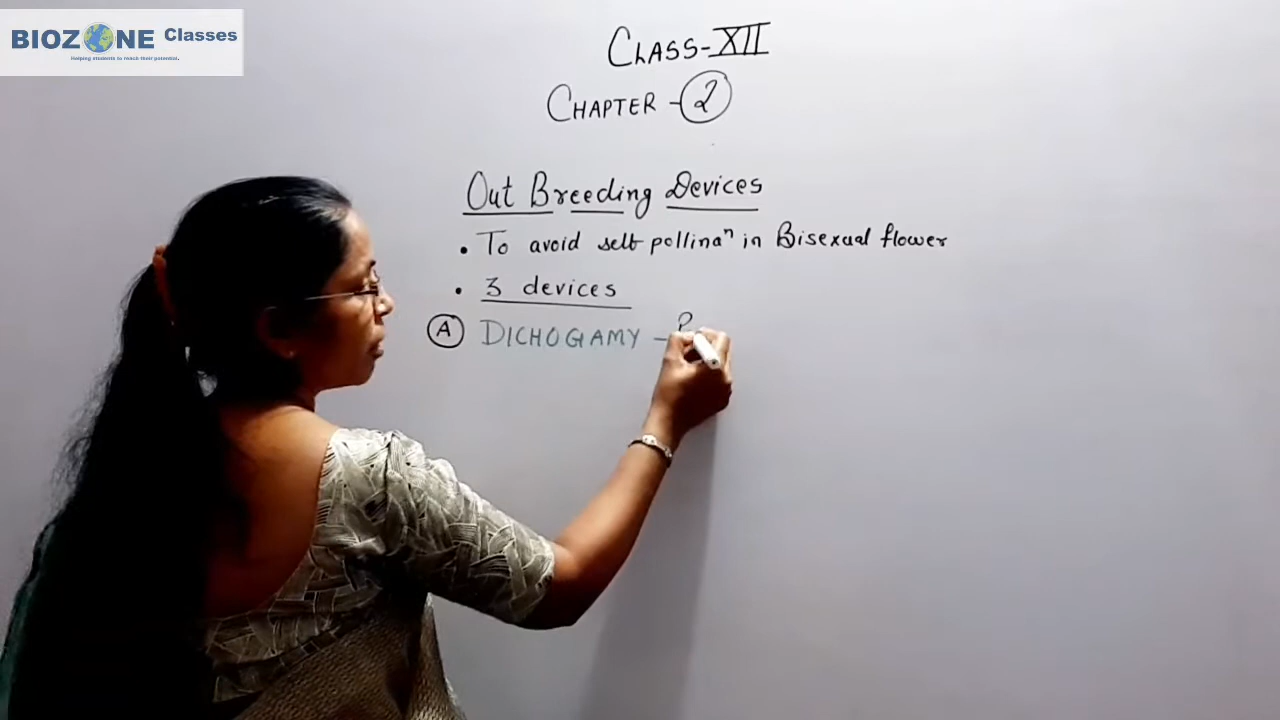 BIOZONE Classes
Helping students to reach their potential.
CLASS-XII
CHAPTER - 2
Out Breeding Devices
• To avoid self pollinaⁿ in Bisexual flower
• 3 devices
A DICHOGAMY - P